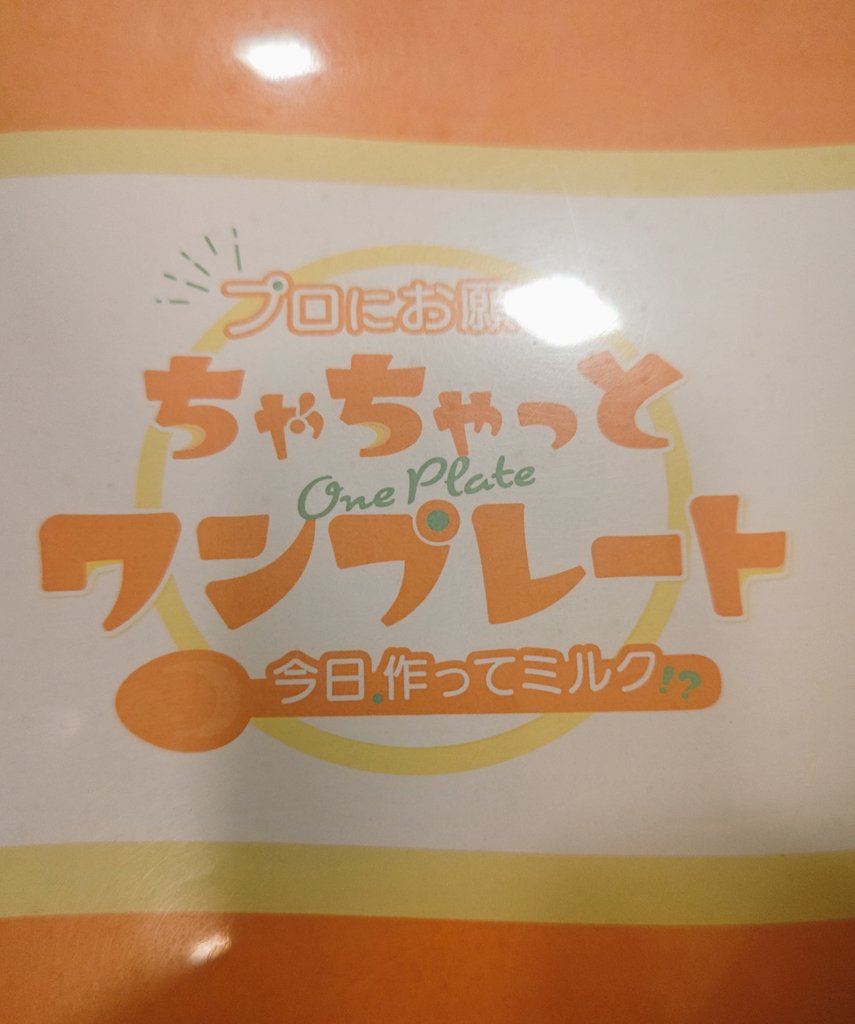 プロにお願
ちゃちゃっと
One Plate
ワンプレート
今日、作ってミルク!?